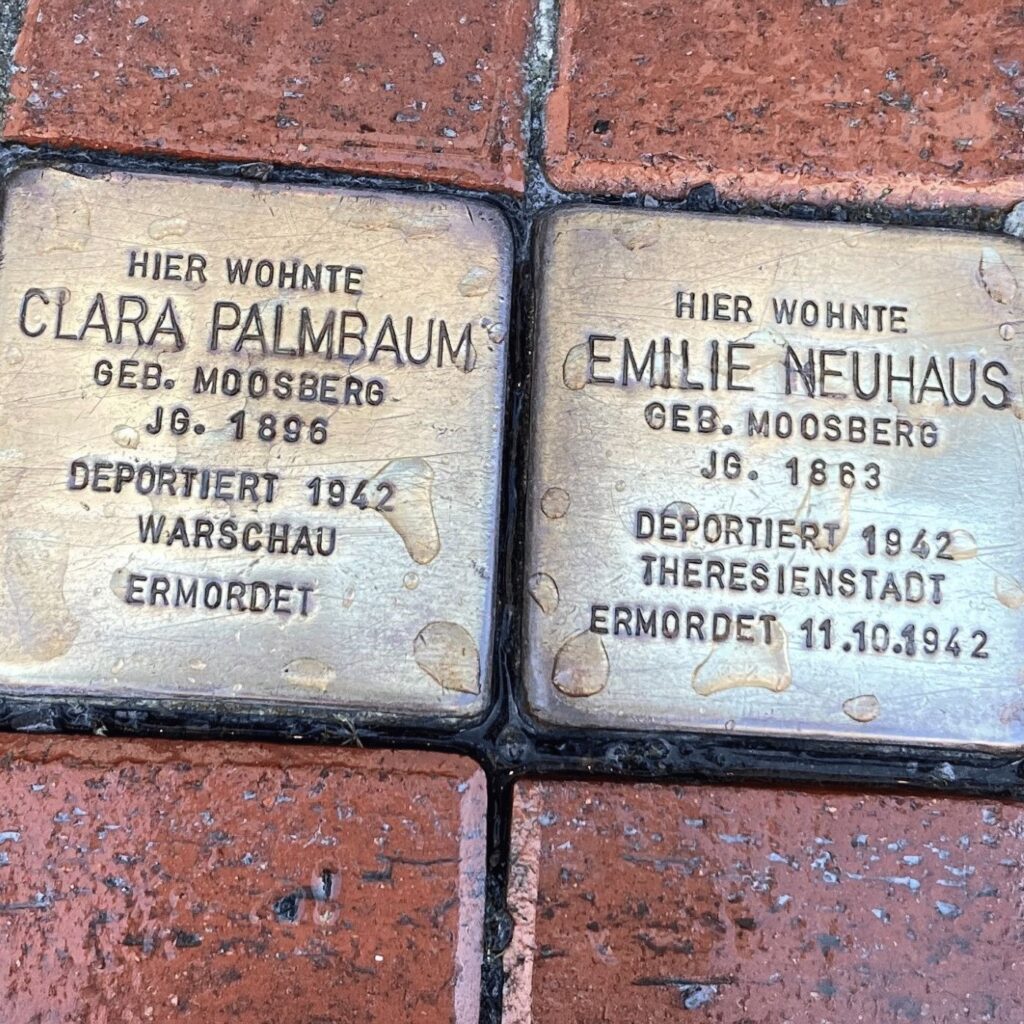 HIER WOHNTE
CLARA PALMBAUM
GEB. MOOSBERG
JG. 1896
DEPORTIERT 1942
WARSCHAU
ERMORDET
HIER WOHNTE
EMILIE NEUHAUS
GEB. MOOSBERG
JG. 1863
DEPORTIERT 1942
THERESIENSTADT
ERMORDET 11.10.1942